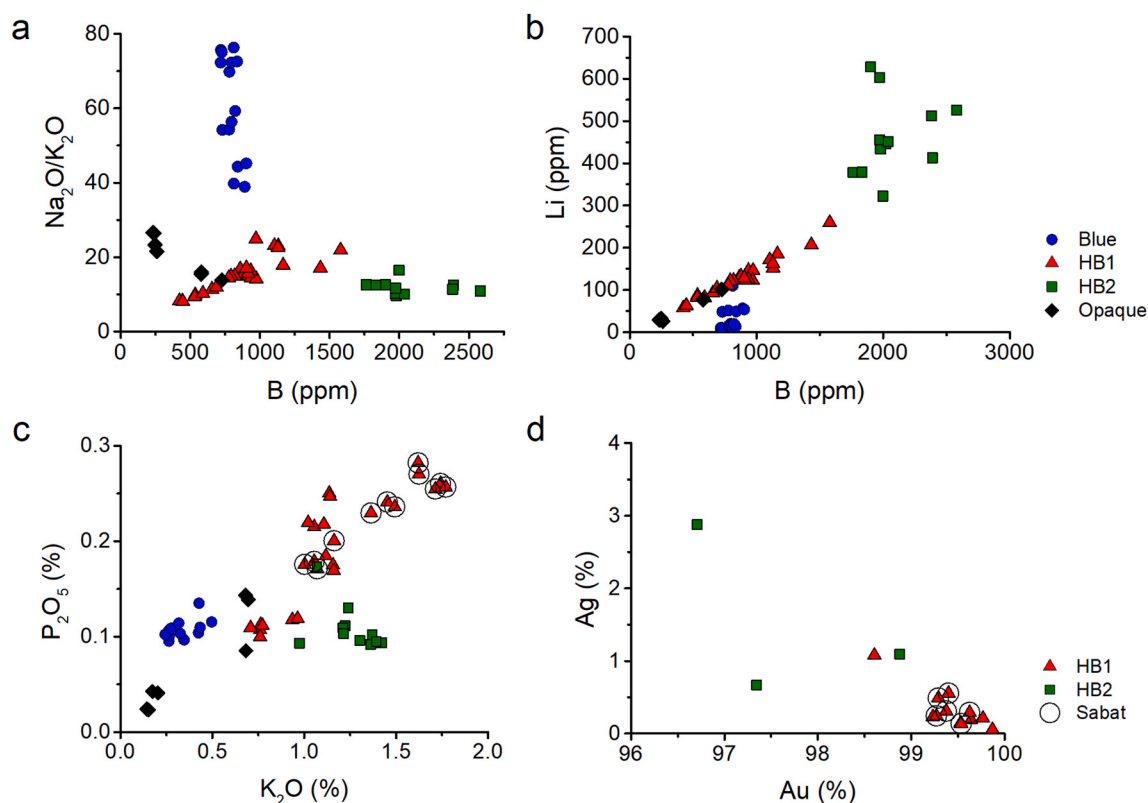 a
80
60
40
20
0
Na₂O/K₂O
0 500 1000 1500 2000 2500
B (ppm)
b
700
600
500
400
300
200
100
0
Li (ppm)
0 1000 2000 3000
B (ppm)
Blue
HB1
HB2
Opaque
c
0.3
0.2
0.1
0.0
P₂O₅ (%)
0.0 0.5 1.0 1.5 2.0
K₂O (%)
d
4
3
2
1
0
Ag (%)
96 97 98 99 100
Au (%)
HB1
HB2
Sabat